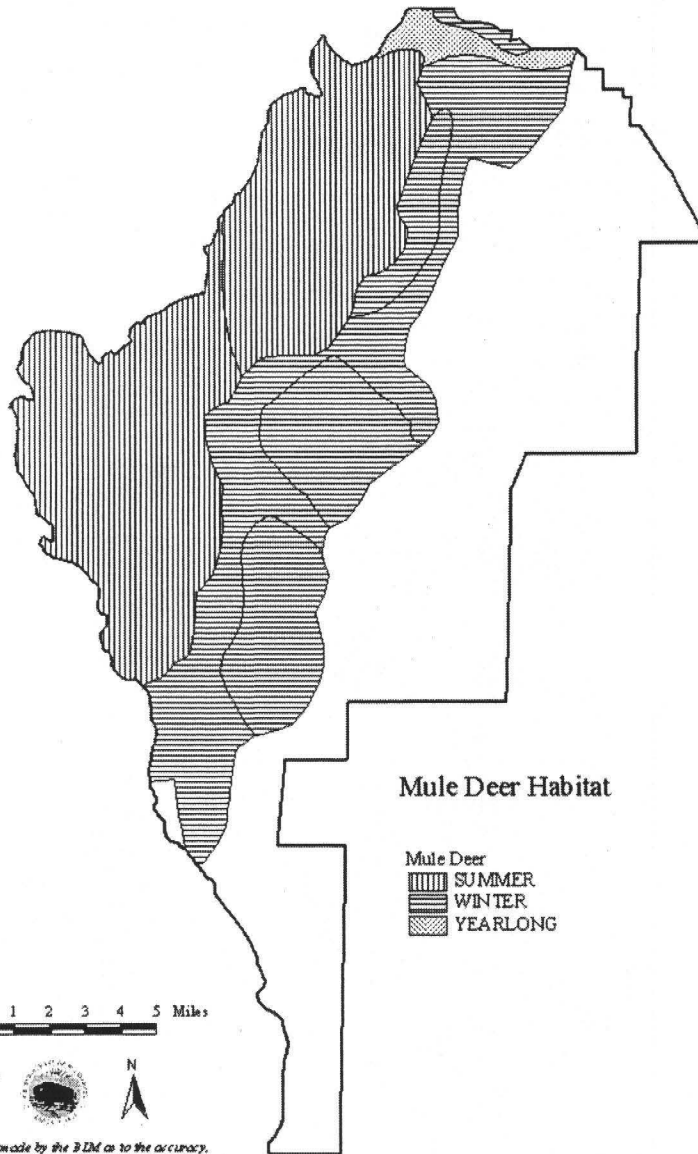 Mule Deer Habitat
Mule Deer
SUMMER
WINTER
YEARLONG
1 2 3 4 5 Miles
N
made by the BLM as to the accuracy,